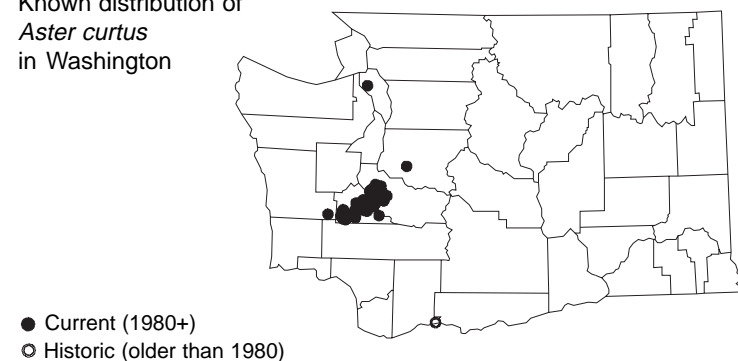 Known distribution of
Aster curtus
in Washington
Current (1980+)
Historic (older than 1980)